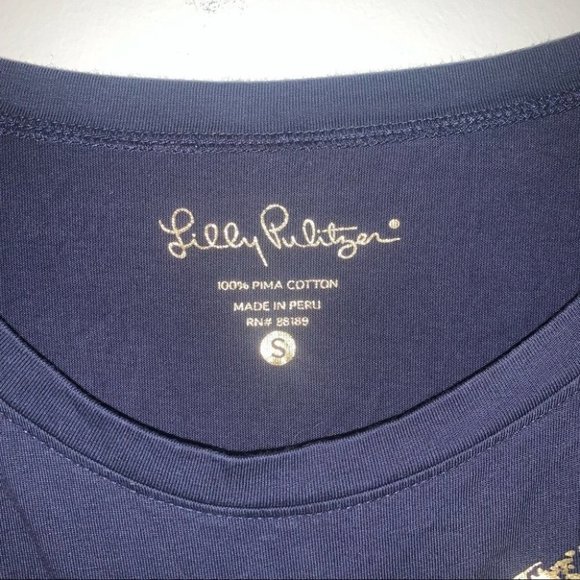 Lilly Pulitzer®
100% PIMA COTTON
MADE IN PERU
RN# 88189
S